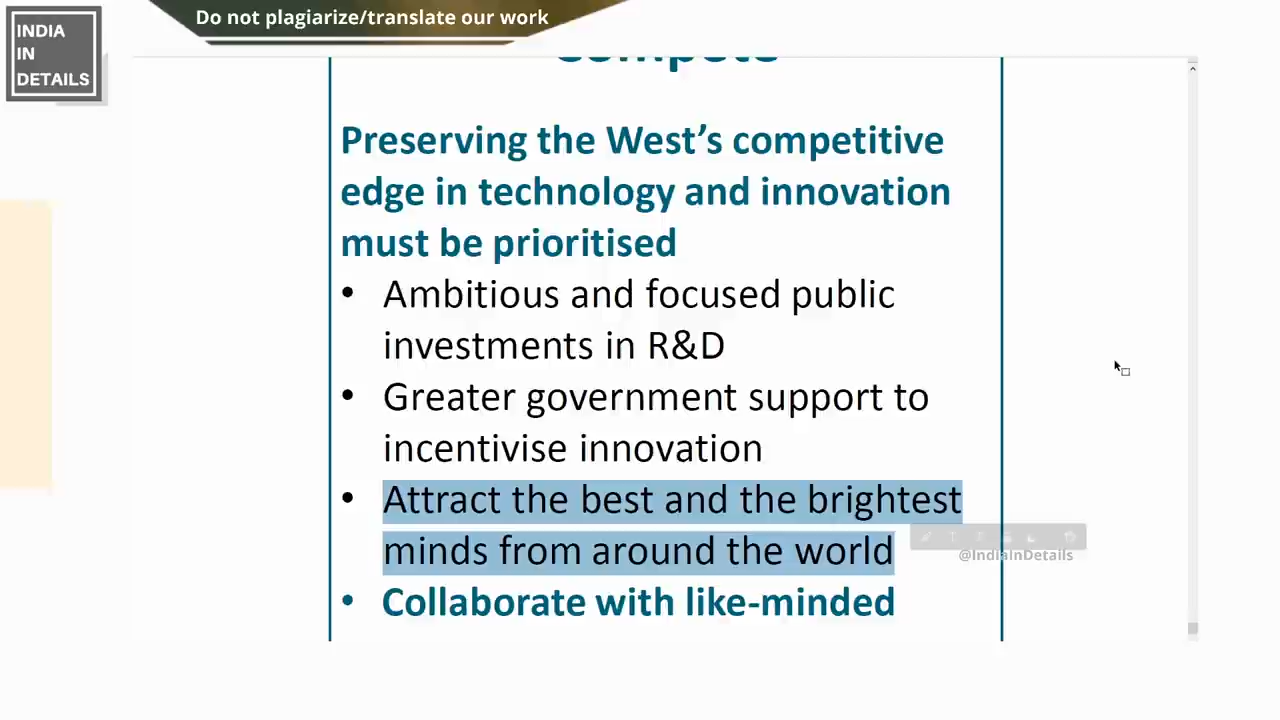 Do not plagiarize/translate our work
INDIA
IN
DETAILS
Compete
Preserving the West’s competitive
edge in technology and innovation
must be prioritised
• Ambitious and focused public
investments in R&D
• Greater government support to
incentivise innovation
• Attract the best and the brightest
minds from around the world
@IndiaInDetails
• Collaborate with like-minded